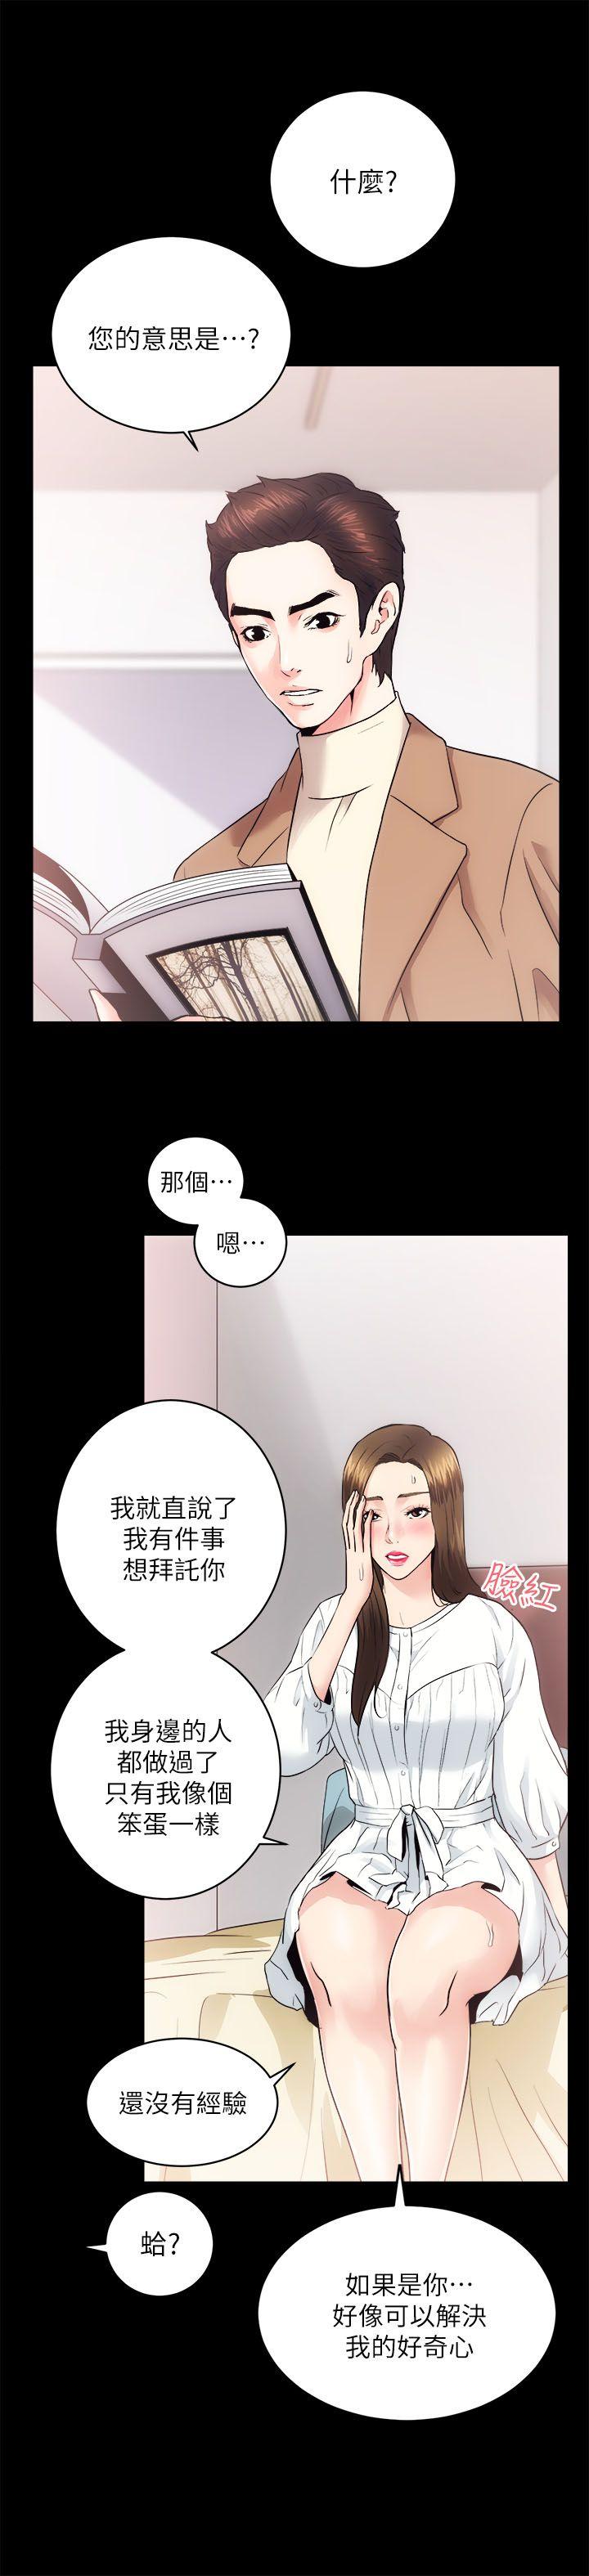 什麼?
您的意思是…?
那個…
嗯…
我就直說了
我有件事
想拜託你
臉紅
我身邊的人
都做過了
只有我像個
笨蛋一樣
還沒有經驗
蛤?
如果是你…
好像可以解決
我的好奇心